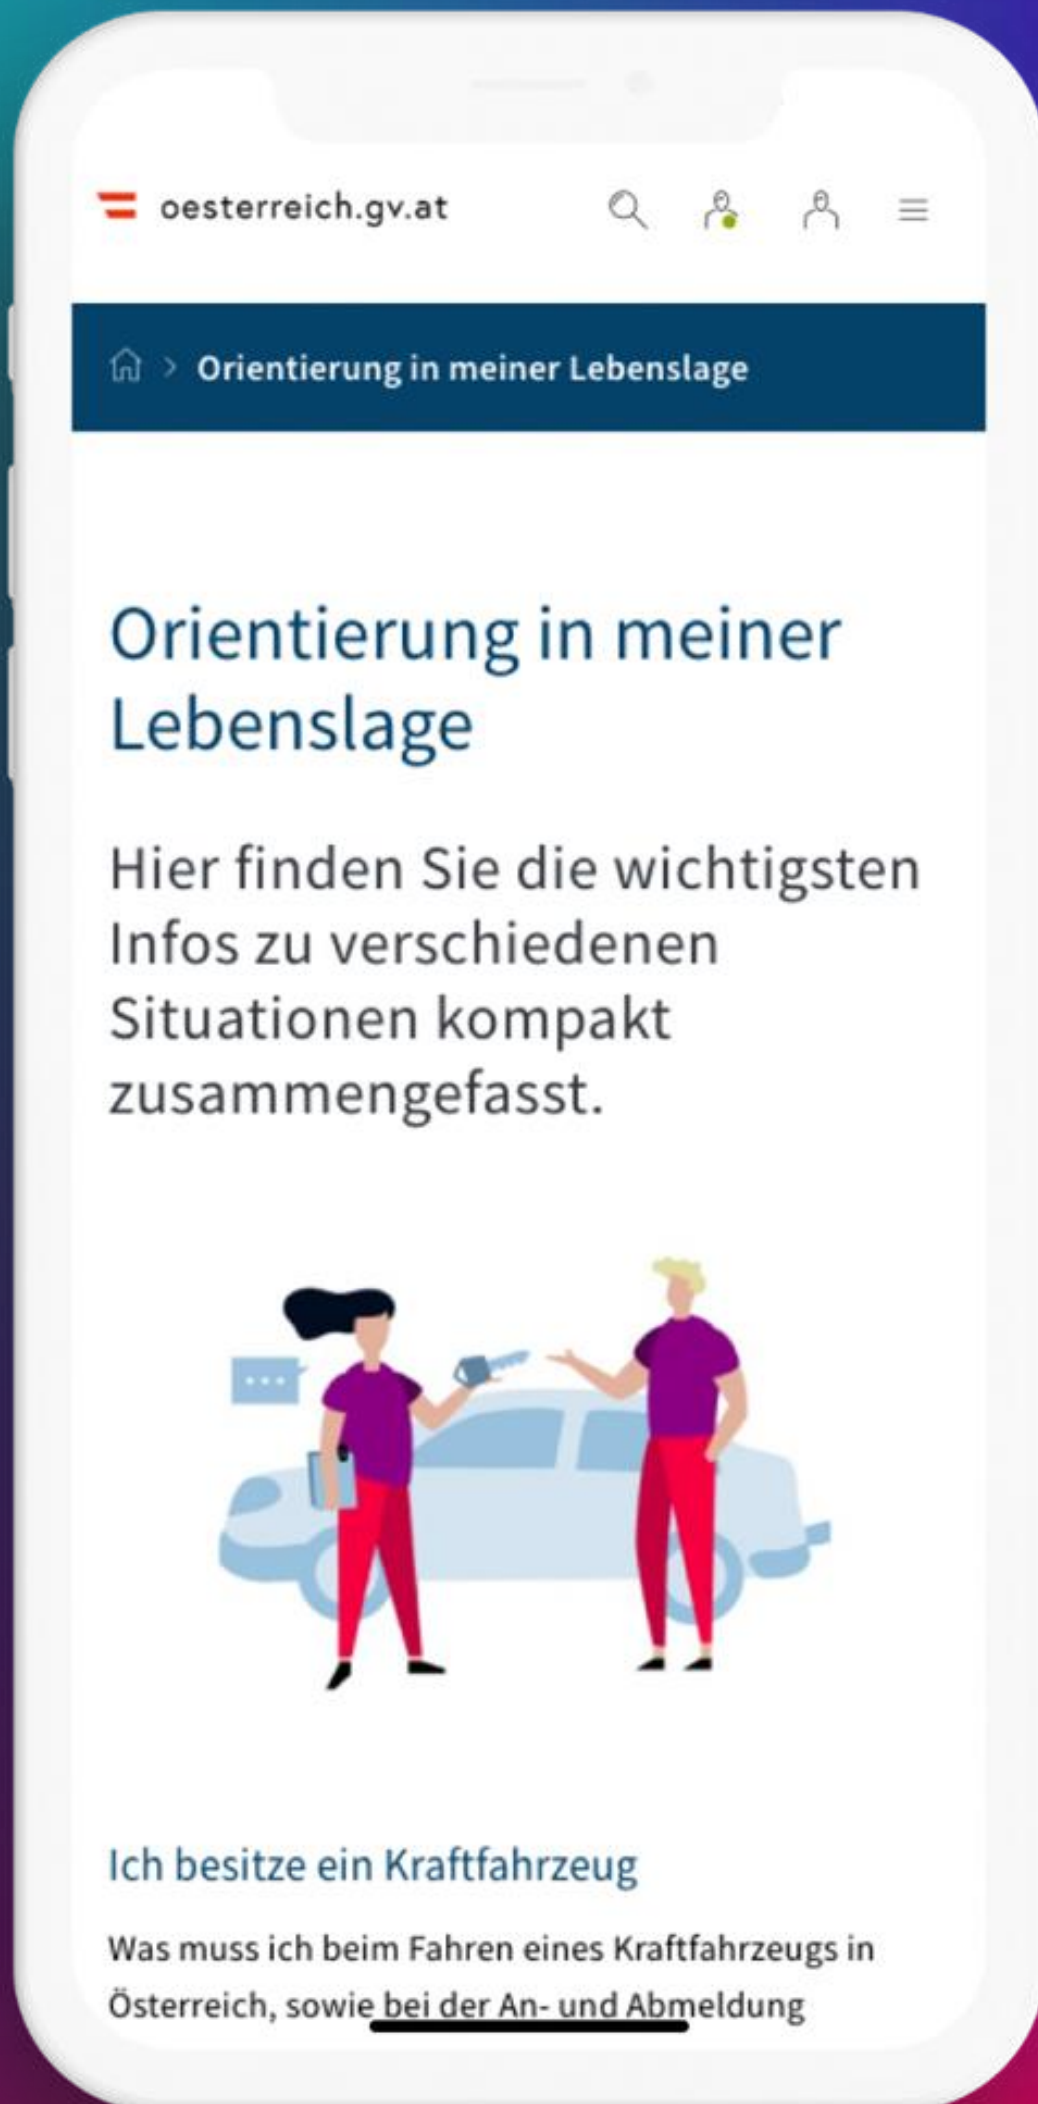 oesterreich.gv.at
Orientierung in meiner Lebenslage
Orientierung in meiner
Lebenslage
Hier finden Sie die wichtigsten
Infos zu verschiedenen
Situationen kompakt
zusammengefasst.
Ich besitze ein Kraftfahrzeug
Was muss ich beim Fahren eines Kraftfahrzeugs in
Österreich, sowie bei der An- und Abmeldung